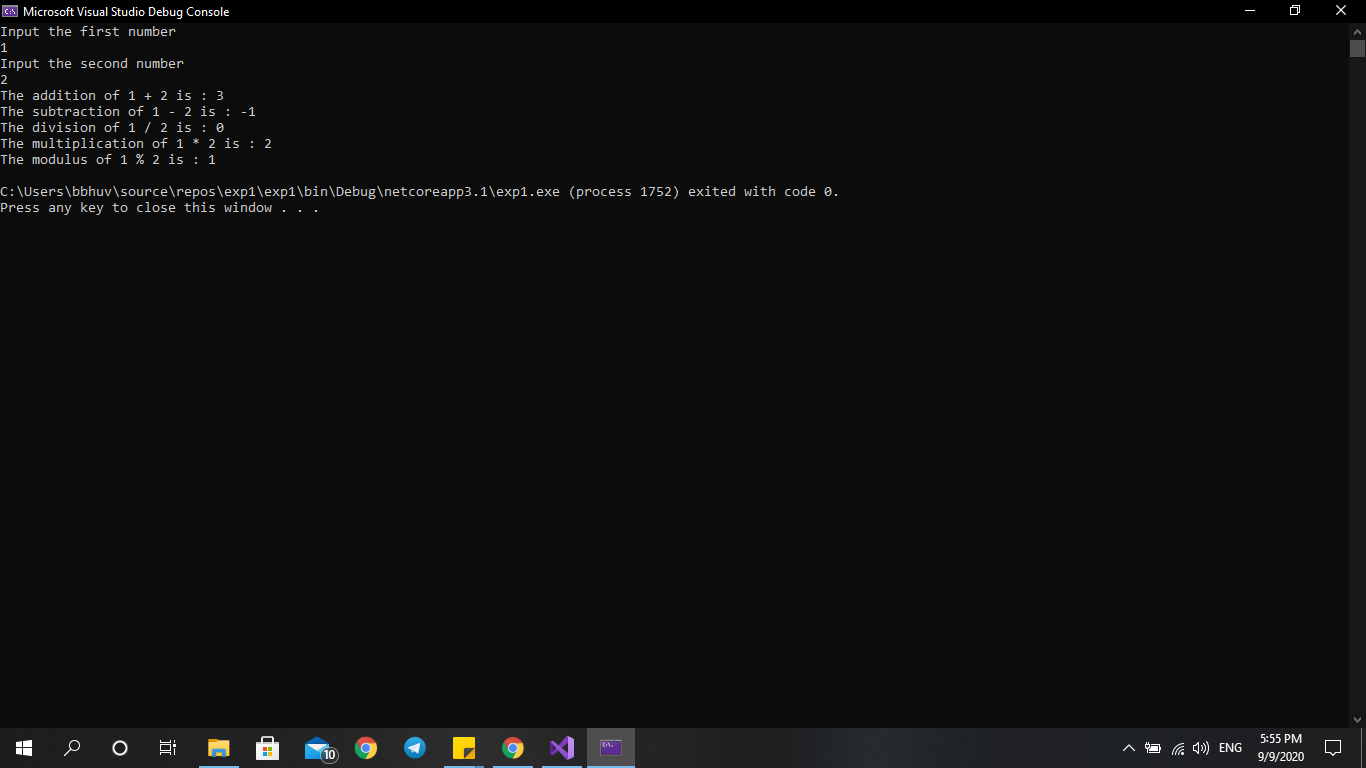 Microsoft Visual Studio Debug Console
Input the first number
1
Input the second number
2
The addition of 1 + 2 is : 3
The subtraction of 1 - 2 is : -1
The division of 1 / 2 is : 0
The multiplication of 1 * 2 is : 2
The modulus of 1 % 2 is : 1
C:\Users\bbhuv\source\repos\exp1\exp1\bin\Debug\netcoreapp3.1\exp1.exe (process 1752) exited with code 0.
Press any key to close this window . . .
10
ENG
5:55 PM
9/9/2020